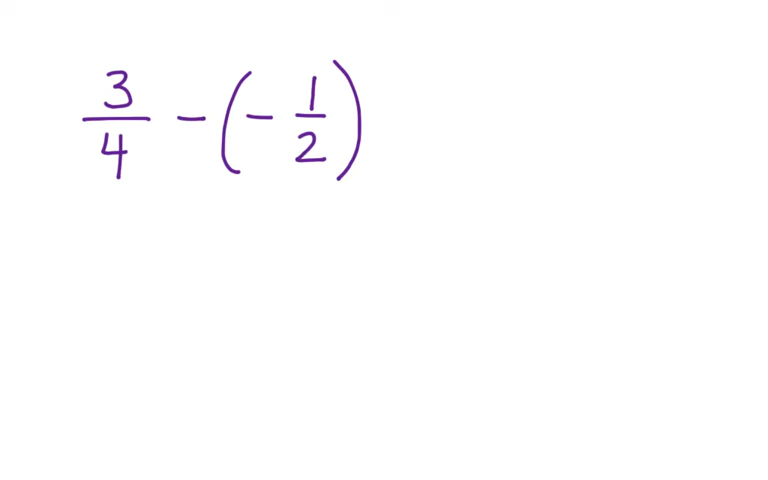 3/4 - (- 1/2)